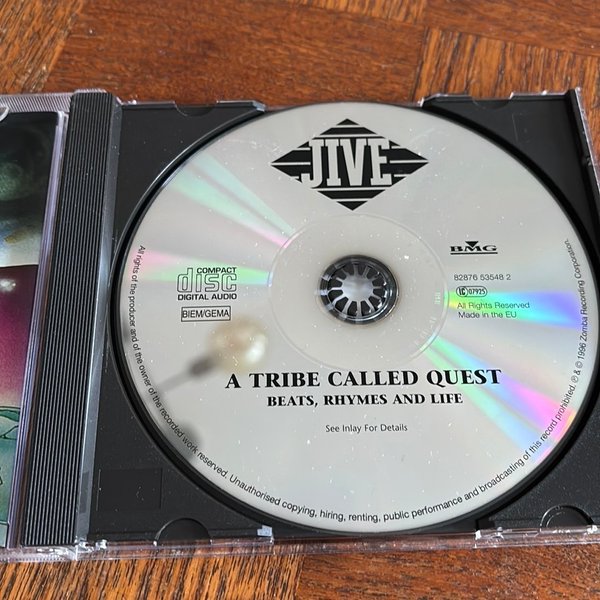 JIVE
BMG
82876 53548 2
LC 07925
All Rights Reserved
Made in the EU
COMPACT
disc
DIGITAL AUDIO
BIEM/GEMA
A TRIBE CALLED QUEST
BEATS, RHYMES AND LIFE
See Inlay For Details
All rights of the producer and of the owner of the recorded work reserved. Unauthorised copying, hiring, renting, public performance and broadcasting of this record prohibited. ℗ & © 1996 Zomba Recording Corporation.